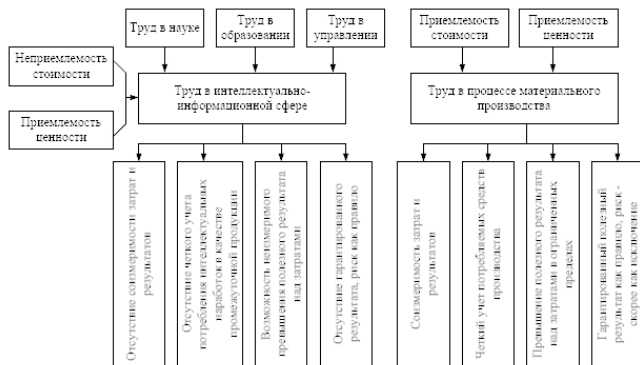 Труд в науке
Труд в
образовании
Труд в
управлении
Приемлемость
стоимости
Приемлемость
ценности
Неприемлемость
стоимости
Приемлемость
ценности
Труд в интеллектуально-
информационной сфере
Труд в процессе материального
производства
Отсутствие соизмеримости затрат и
результатов
Отсутствие четкого учета
потребления интеллектуальных
наработок в качестве
промежуточной продукции
Возможность неизмеримого
превышения полезного результата
над затратами
Отсутствие гарантированного
результата, риск как правило
Соизмеримость затрат и
результатов
Четкий учет потребляемых средств
производства
Превышение полезного результата
над затратами в ограниченных
пределах
Гарантированный полезный
результат как правило, риск -
скорее как исключение